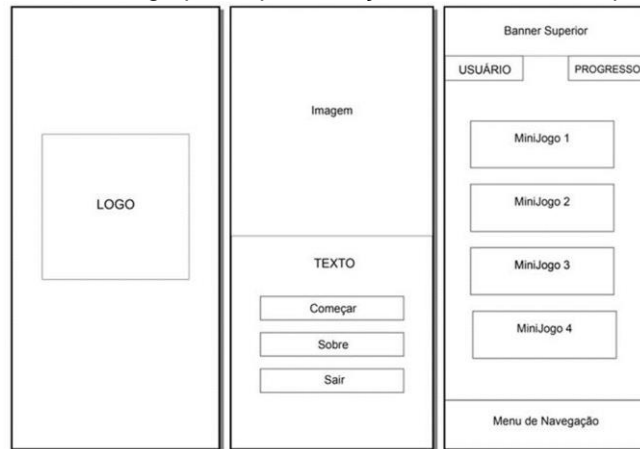 LOGO
Imagem
TEXTO
Começar
Sobre
Sair
Banner Superior
USUÁRIO
PROGRESSO
MiniJogo 1
MiniJogo 2
MiniJogo 3
MiniJogo 4
Menu de Navegação